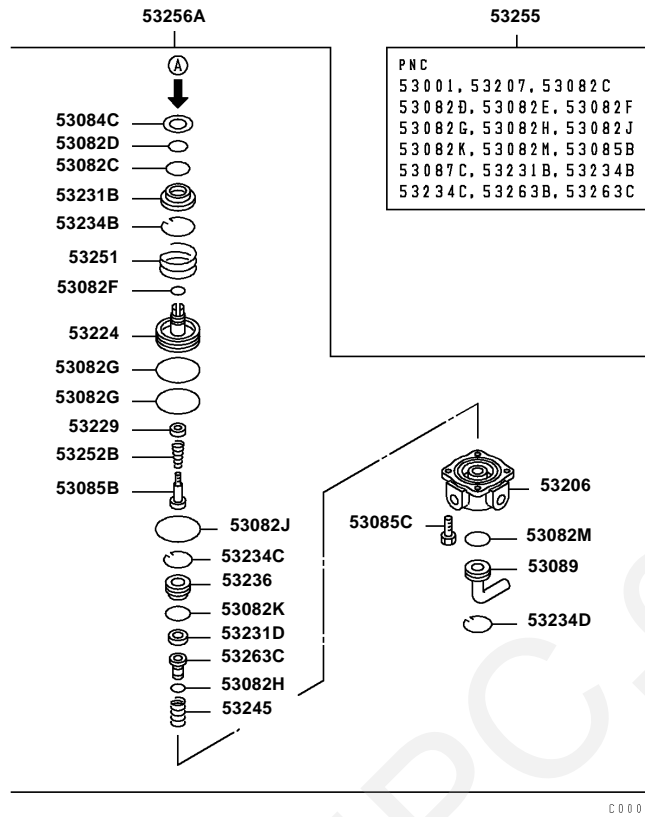 53256A
53255
A
PNC
53001, 53207, 53082C
53082D, 53082E, 53082F
53082G, 53082H, 53082J
53082K, 53082M, 53085B
53087C, 53231B, 53234B
53234C, 53263B, 53263C
53084C
53082D
53082C
53231B
53234B
53251
53082F
53224
53082G
53082G
53229
53252B
53085B
53082J
53234C
53236
53082K
53231D
53263C
53082H
53245
53206
53085C
53082M
53089
53234D
C000